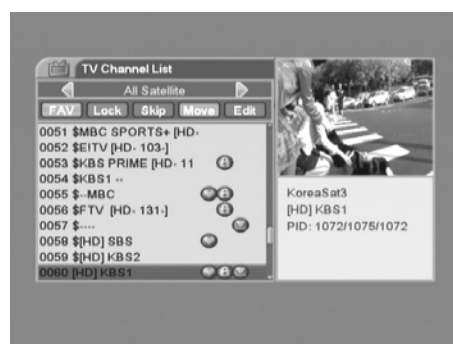 TV Channel List
All Satellite
FAV Lock Skip Move Edit
0051 $MBC SPORTS+ [HD-
0052 $EITV [HD- 103-]
0053 $KBS PRIME [HD- 11
0054 $KBS1 --
0055 $--MBC
0056 $FTV [HD- 131-]
0057 $----
0058 $[HD] SBS
0059 $[HD] KBS2
0060 [HD] KBS1
KoreaSat3
[HD] KBS1
PID: 1072/1075/1072